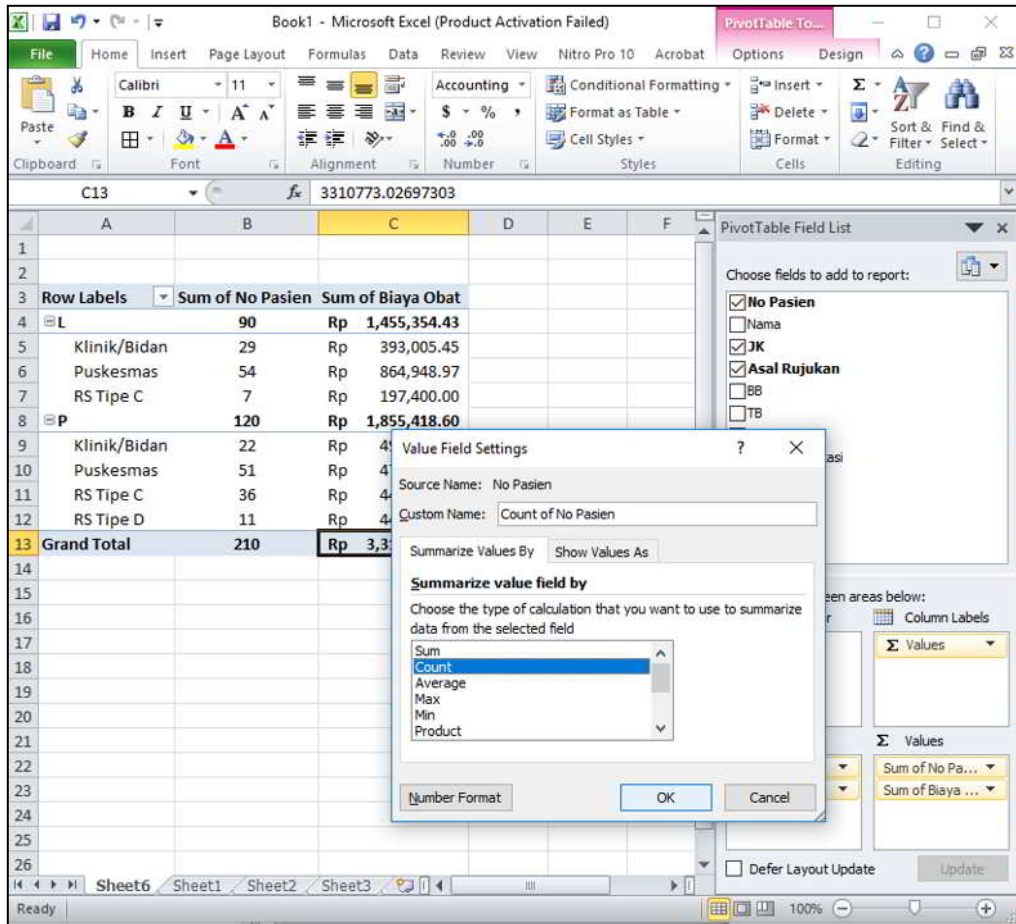 Book1 - Microsoft Excel (Product Activation Failed)
PivotTable To...
File Home Insert Page Layout Formulas Data Review View Nitro Pro 10 Acrobat Options Design
Paste
Clipboard
Calibri 11
B I U A A
A
Font
Alignment
Accounting
$ % ,
.0 .00 .00 .0
Number
Conditional Formatting
Format as Table
Cell Styles
Styles
Insert
Delete
Format
Cells
Σ
Sort & Filter
Find & Select
Editing
C13 fx 3310773.02697303
A B C D E F
1
2
3 Row Labels Sum of No Pasien Sum of Biaya Obat
4 L 90 Rp 1,455,354.43
5 Klinik/Bidan 29 Rp 393,005.45
6 Puskesmas 54 Rp 864,948.97
7 RS Tipe C 7 Rp 197,400.00
8 P 120 Rp 1,855,418.60
9 Klinik/Bidan 22 Rp
10 Puskesmas 51 Rp
11 RS Tipe C 36 Rp
12 RS Tipe D 11 Rp
13 Grand Total 210 Rp
14
15
16
17
18
19
20
21
22
23
24
25
26
Value Field Settings ?
Source Name: No Pasien
Custom Name: Count of No Pasien
Summarize Values By Show Values As
Summarize value field by
Choose the type of calculation that you want to use to summarize
data from the selected field
Sum
Count
Average
Max
Min
Product
Number Format OK Cancel
PivotTable Field List
Choose fields to add to report:
No Pasien
Nama
JK
Asal Rujukan
BB
TB
areas below:
Column Labels
Σ Values
Σ Values
Sum of No Pa...
Sum of Biaya ...
Defer Layout Update Update
Sheet6 Sheet1 Sheet2 Sheet3
Ready 100%